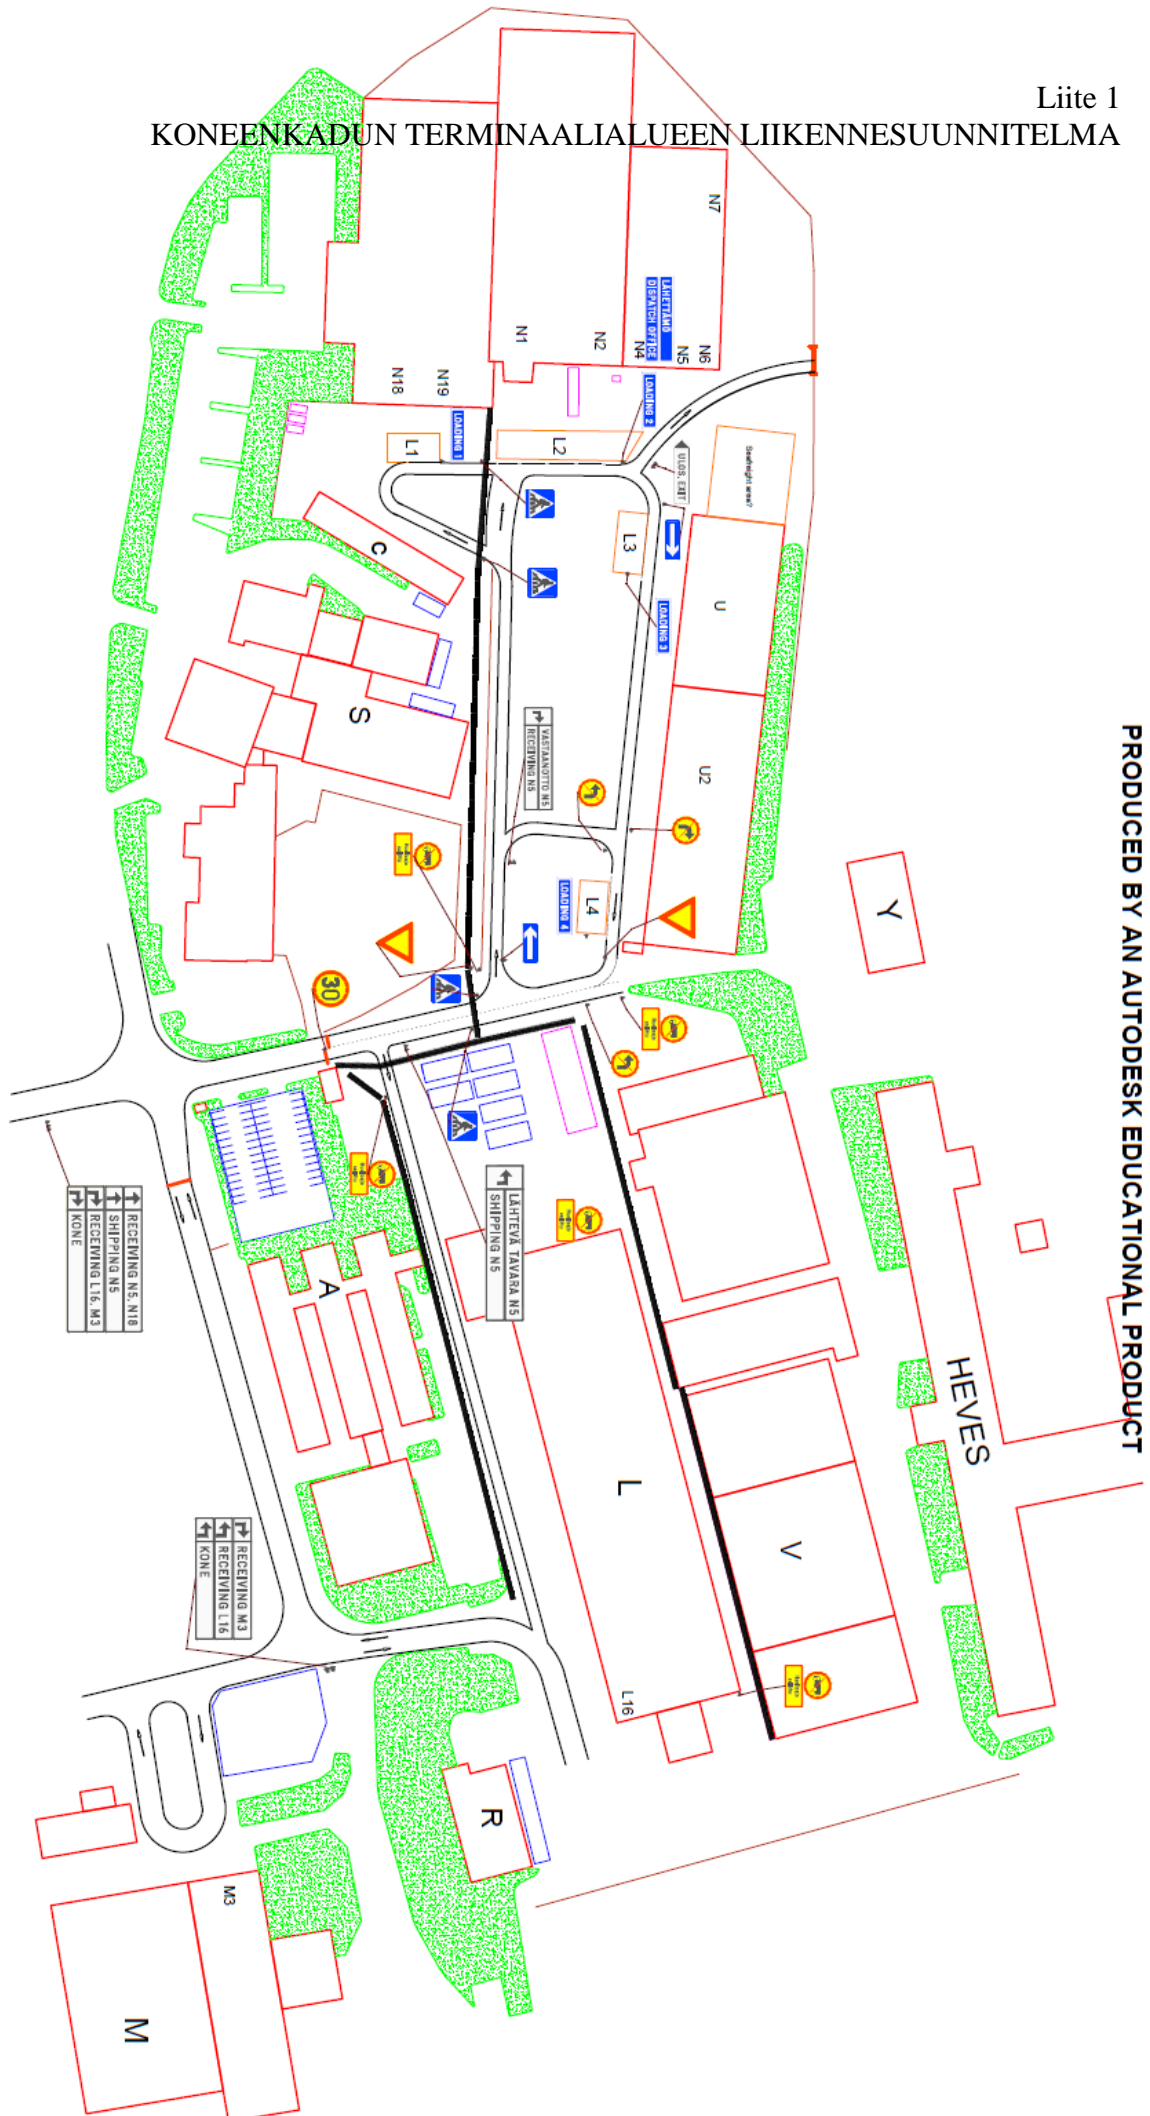 Liite 1
KONEENKADUN TERMINAALIALUEEN LIIKENNESUUNNITELMA
N7
LÄHETTÄMÖ
DISPATCH OFFICE
N1
N2
N4
N5
N6
N18
N19
LOADING 1
LOADING 2
L1
L2
ULOS, EXIT
Seafreight area?
L3
LOADING 3
C
U
S
VASTAANOTTO N5
RECEIVING N5
U2
PRODUCED BY AN AUTODESK EDUCATIONAL PRODUCT
Y
L4
LOADING 4
30
LÄHTEVÄ TAVARA N5
SHIPPING N5
RECEIVING N5, N18
SHIPPING N5
RECEIVING L16, M3
KONE
A
HEVES
L
V
RECEIVING M3
RECEIVING L16
KONE
L16
R
M3
M